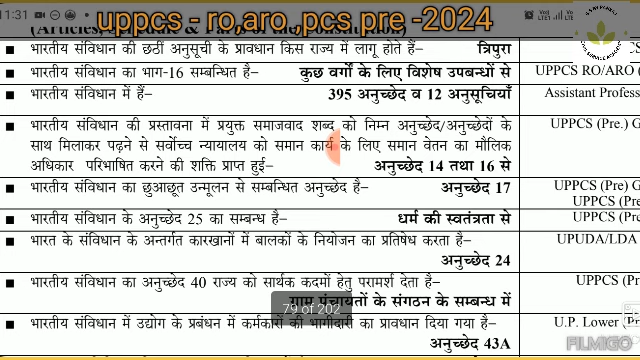 11:31
uppcs - ro,aro ,pcs pre -2024
भारतीय संविधान की छठीं अनुसूची के प्रावधान किस राज्य में लागू होते हैं– त्रिपुरा
भारतीय संविधान का भाग-16 सम्बन्धित है– कुछ वर्गों के लिए विशेष उपबन्धों से UPPCS RO/ARO (
भारतीय संविधान में हैं– 395 अनुच्छेद व 12 अनुसूचियाँ Assistant Profess
भारतीय संविधान की प्रस्तावना में प्रयुक्त समाजवाद शब्द को निम्न अनुच्छेद/अनुच्छेदों के UPPCS (Pre.) G
साथ मिलाकर पढ़ने से सर्वोच्च न्यायालय को समान कार्य के लिए समान वेतन का मौलिक
अधिकार परिभाषित करने की शक्ति प्राप्त हुई– अनुच्छेद 14 तथा 16 से
भारतीय संविधान का छुआछूत उन्मूलन से सम्बन्धित अनुच्छेद है– अनुच्छेद 17 UPPCS (Pre) G
UPPCS (Pre
भारतीय संविधान के अनुच्छेद 25 का सम्बन्ध है– धर्म की स्वतंत्रता से UPPCS (Pre
भारत के संविधान के अन्तर्गत कारखानों में बालकों के नियोजन का प्रतिषेध करता है– UPUDA/LDA
अनुच्छेद 24
भारतीय संविधान का अनुच्छेद 40 राज्य को सार्थक कदमों हेतु परामर्श देता है– UPPCS (Pr
ग्राम पंचायतों के संगठन के सम्बन्ध में
79 of 202
भारतीय संविधान में उद्योग के प्रबंधन में कर्मकारों की भागीदारी का प्रावधान दिया गया है– U.P. Lower (Pr
अनुच्छेद 43A
FILMIGO